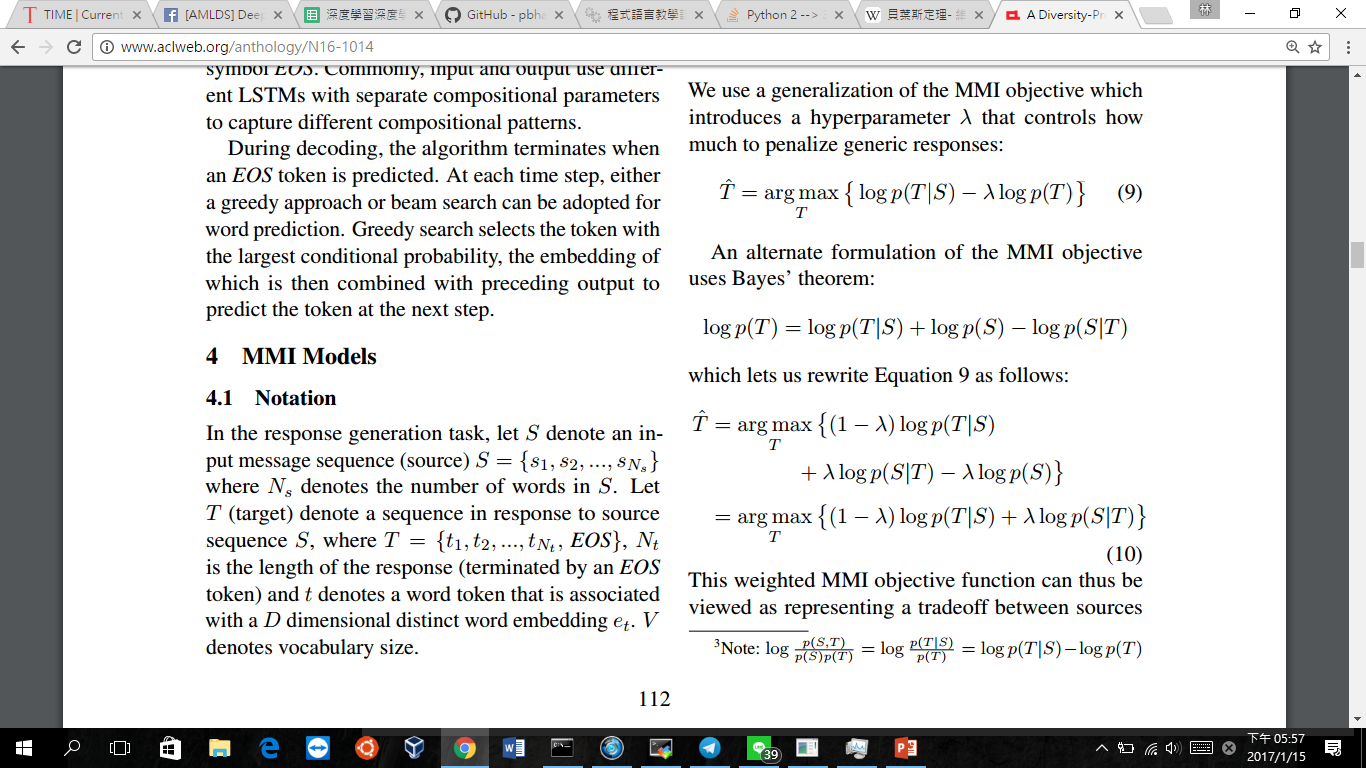 TIME | Current
[AMLDS] Deep
深度學習深度學
GitHub - pbha
程式語言教學誌
Python 2 --> 3
貝葉斯定理- 維
A Diversity-Pr
www.aclweb.org/anthology/N16-1014
symbol EOS. Commonly, input and output use differ-
ent LSTMs with separate compositional parameters
to capture different compositional patterns.
During decoding, the algorithm terminates when
an EOS token is predicted. At each time step, either
a greedy approach or beam search can be adopted for
word prediction. Greedy search selects the token with
the largest conditional probability, the embedding of
which is then combined with preceding output to
predict the token at the next step.
4 MMI Models
4.1 Notation
In the response generation task, let S denote an in-
put message sequence (source) S = {s₁, s₂, ..., s_{N_s}}
where N_s denotes the number of words in S. Let
T (target) denote a sequence in response to source
sequence S, where T = {t₁, t₂, ..., t_{N_t}, EOS}, N_t
is the length of the response (terminated by an EOS
token) and t denotes a word token that is associated
with a D dimensional distinct word embedding e_t. V
denotes vocabulary size.
We use a generalization of the MMI objective which
introduces a hyperparameter λ that controls how
much to penalize generic responses:
T̂ = arg max { log p(T|S) − λ log p(T)} (9)
T
An alternate formulation of the MMI objective
uses Bayes' theorem:
log p(T) = log p(T|S) + log p(S) − log p(S|T)
which lets us rewrite Equation 9 as follows:
T̂ = arg max {(1 − λ) log p(T|S)
T
+ λ log p(S|T) − λ log p(S)}
= arg max {(1 − λ) log p(T|S) + λ log p(S|T)}
T
(10)
This weighted MMI objective function can thus be
viewed as representing a tradeoff between sources
³Note: log p(S,T)/p(S)p(T) = log p(T|S)/p(T) = log p(T|S)−log p(T)
112
39
下午 05:57
2017/1/15